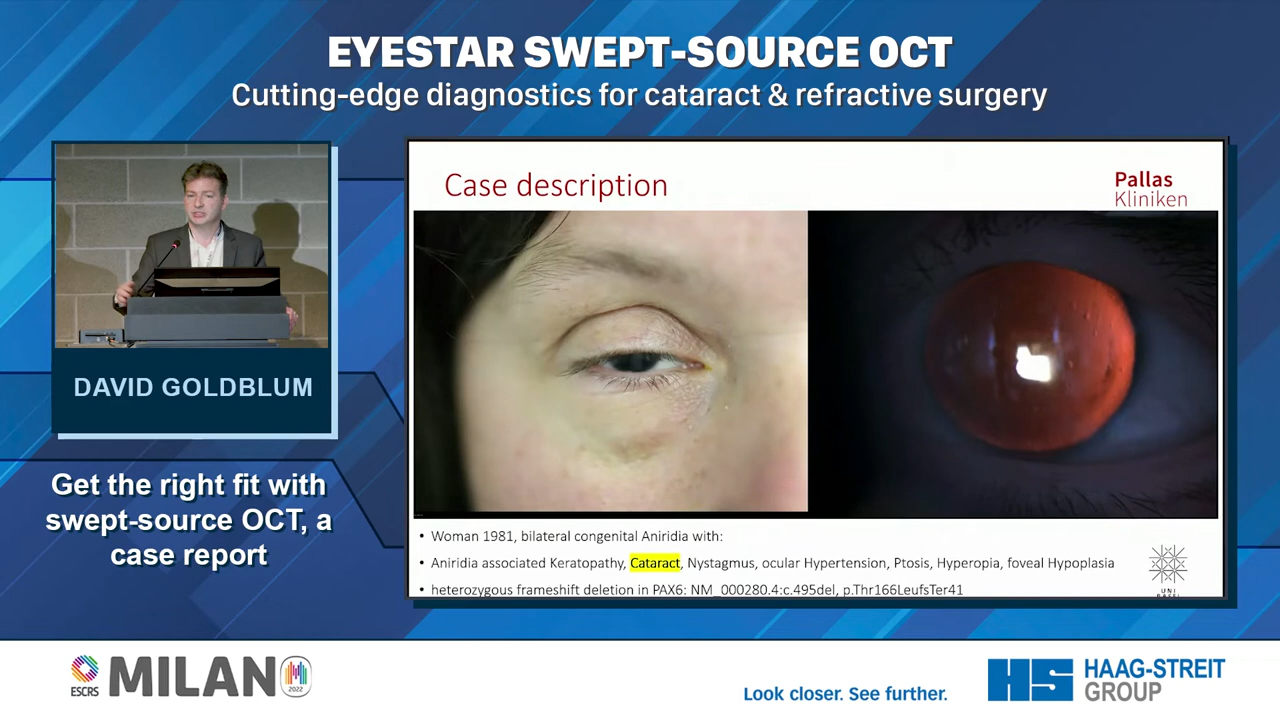 EYESTAR SWEPT-SOURCE OCT
Cutting-edge diagnostics for cataract & refractive surgery
DAVID GOLDBLUM
Get the right fit with
swept-source OCT, a
case report
Case description
Pallas
Kliniken
• Woman 1981, bilateral congenital Aniridia with:
• Aniridia associated Keratopathy, Cataract, Nystagmus, ocular Hypertension, Ptosis, Hyperopia, foveal Hypoplasia
• heterozygous frameshift deletion in PAX6: NM_000280.4:c.495del, p.Thr166LeufsTer41
UNI
ESCRS
MILANO
2022
Look closer. See further.
HS
HAAG-STREIT
GROUP